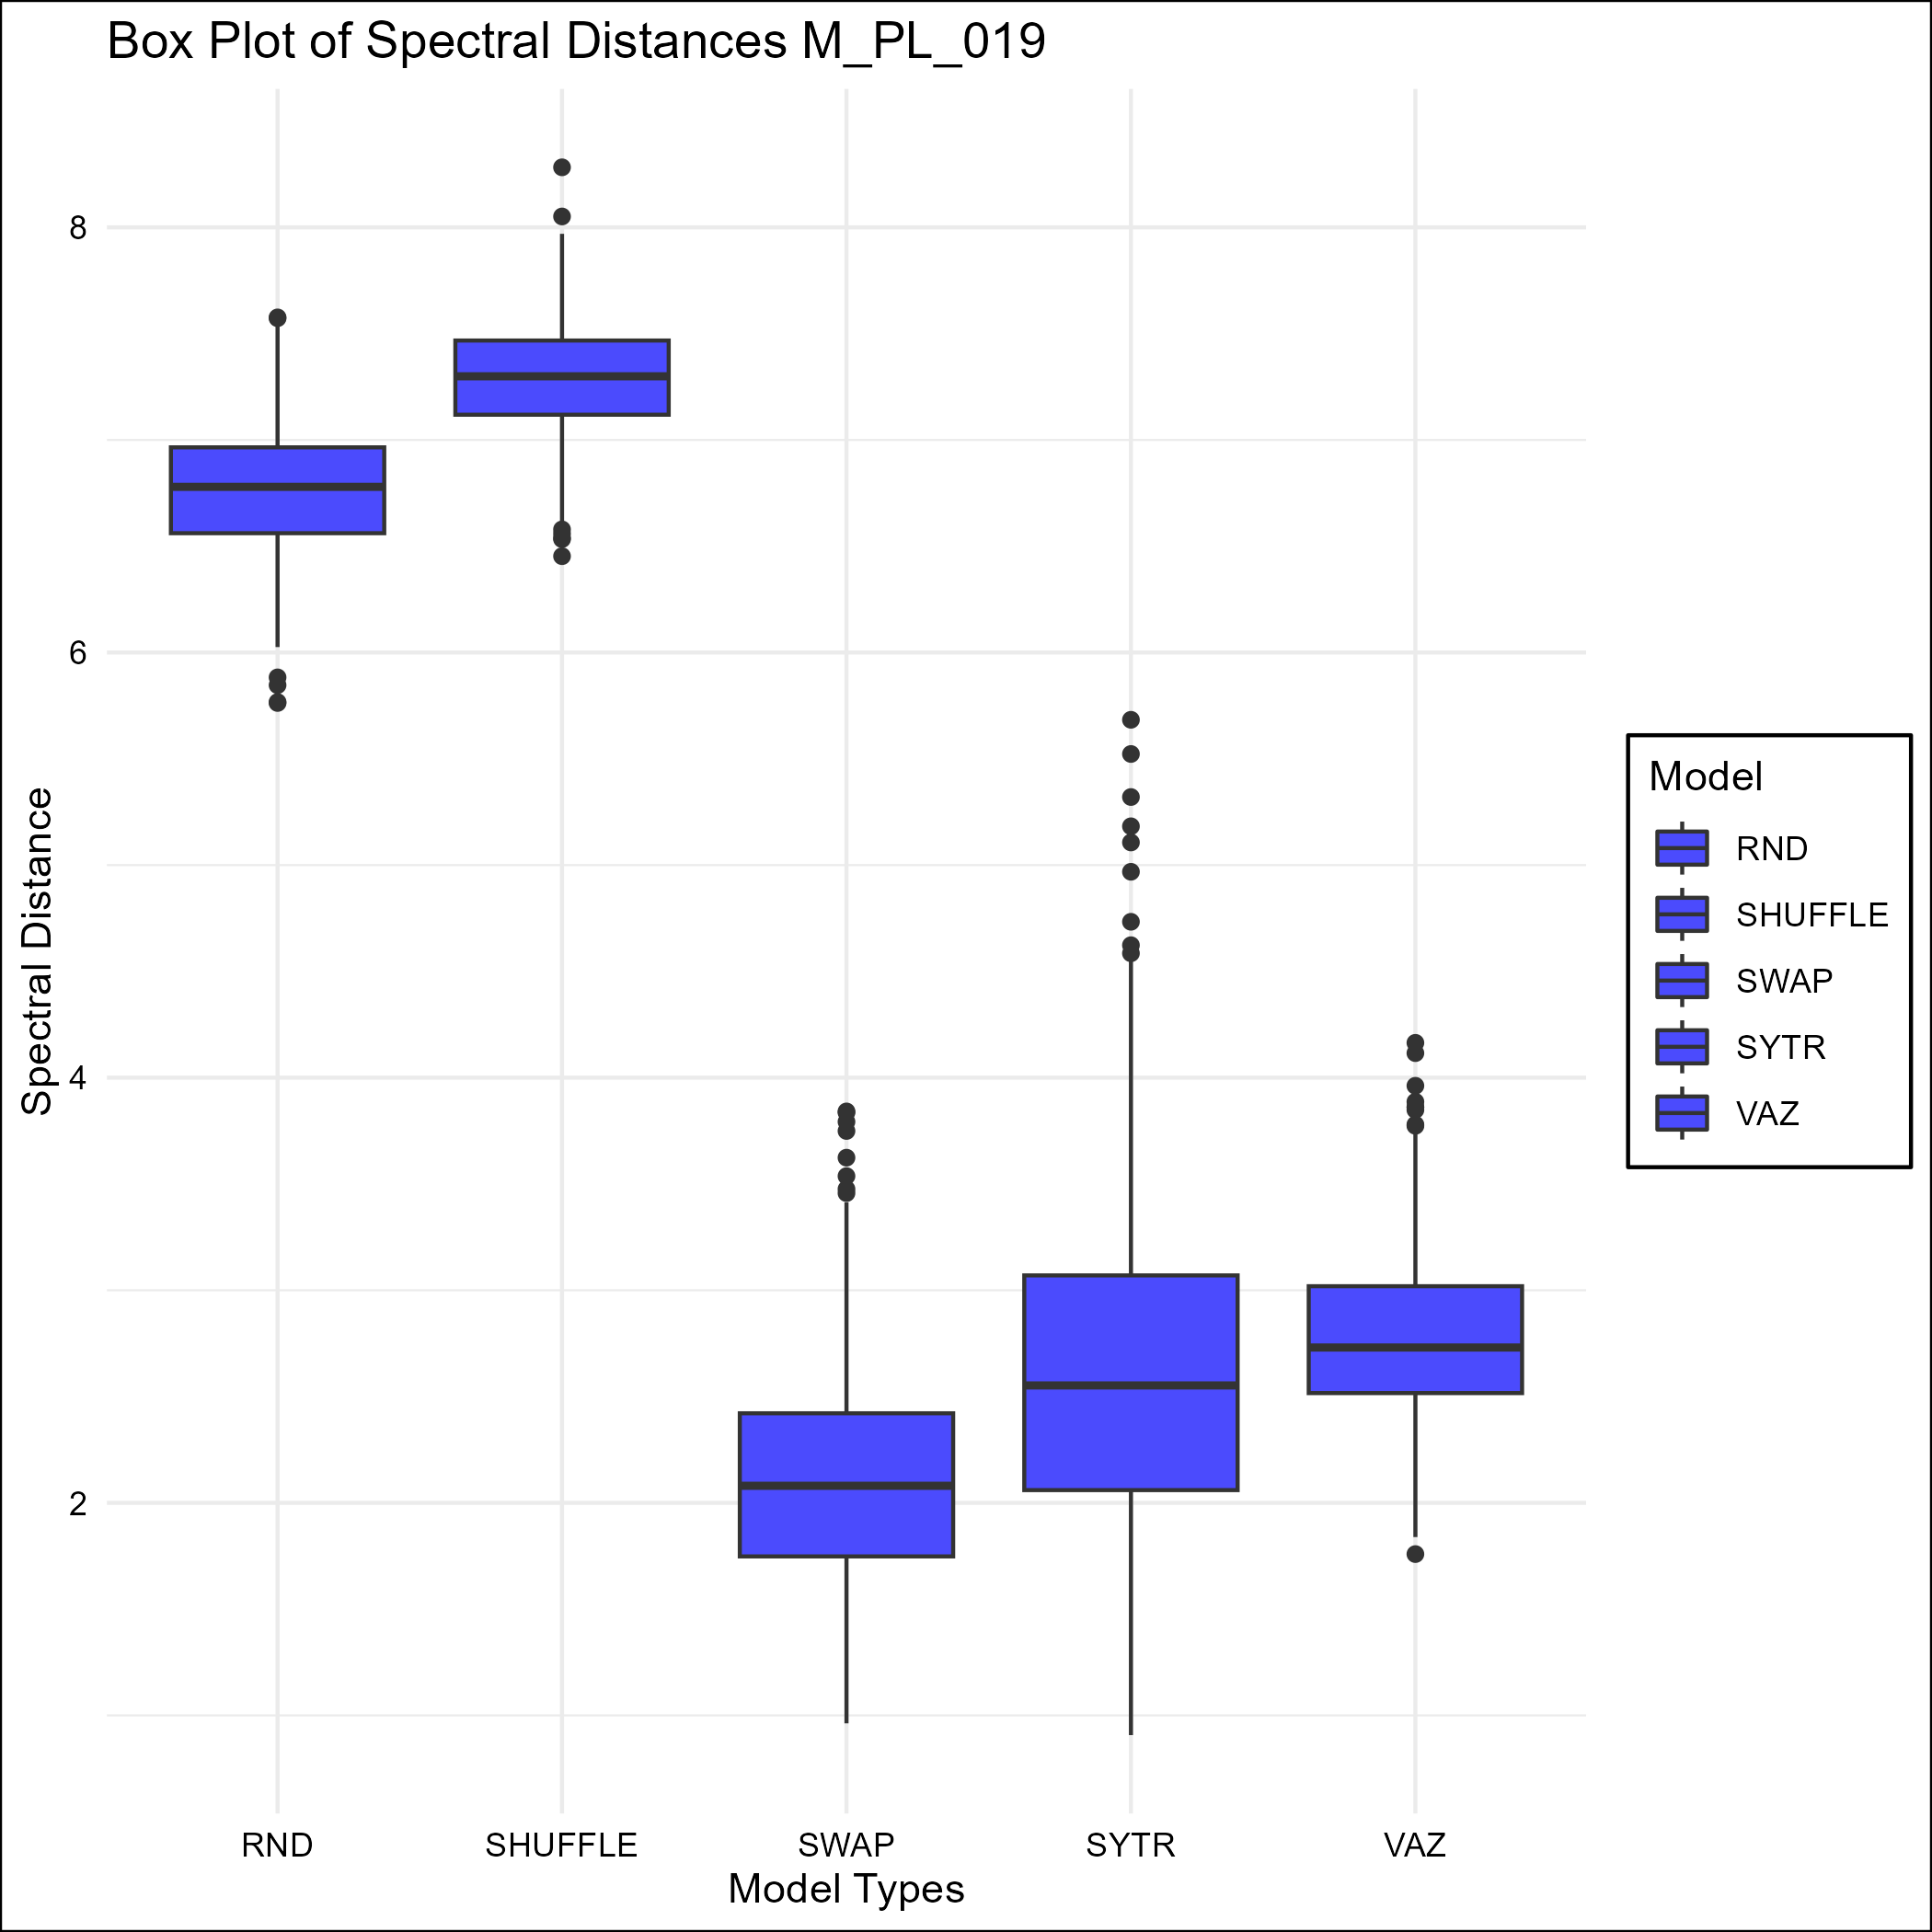 Box Plot of Spectral Distances M_PL_019
8
6
4
2
Spectral Distance
RND
SHUFFLE
SWAP
SYTR
VAZ
Model Types
Model
RND
SHUFFLE
SWAP
SYTR
VAZ